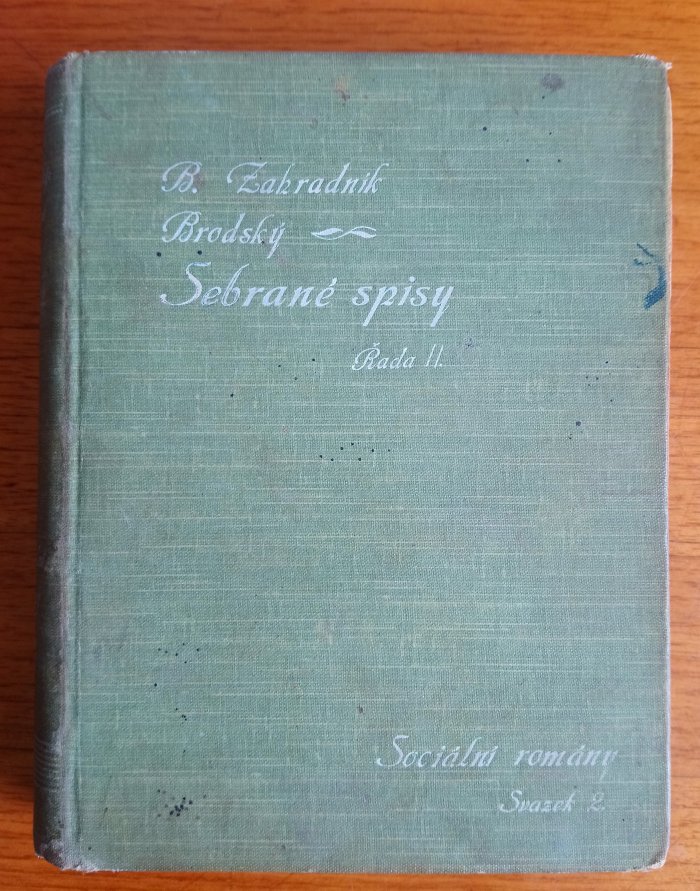 B. Zahradník
Brodský
Sebrané spisy
Řada II.
Sociální romány
Svazek 2